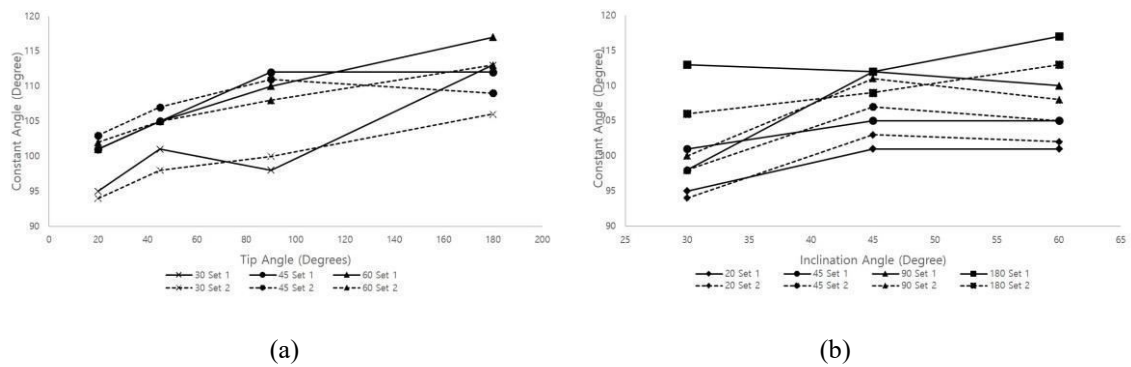 120
115
110
105
100
95
90
Constant Angle (Degree)
0 20 40 60 80 100 120 140 160 180 200
Tip Angle (Degrees)
30 Set 1 45 Set 1 60 Set 1
30 Set 2 45 Set 2 60 Set 2
(a)
120
115
110
105
100
95
90
Constant Angle (Degree)
25 30 35 40 45 50 55 60 65
Inclination Angle (Degree)
20 Set 1 45 Set 1 90 Set 1 180 Set 1
20 Set 2 45 Set 2 90 Set 2 180 Set 2
(b)